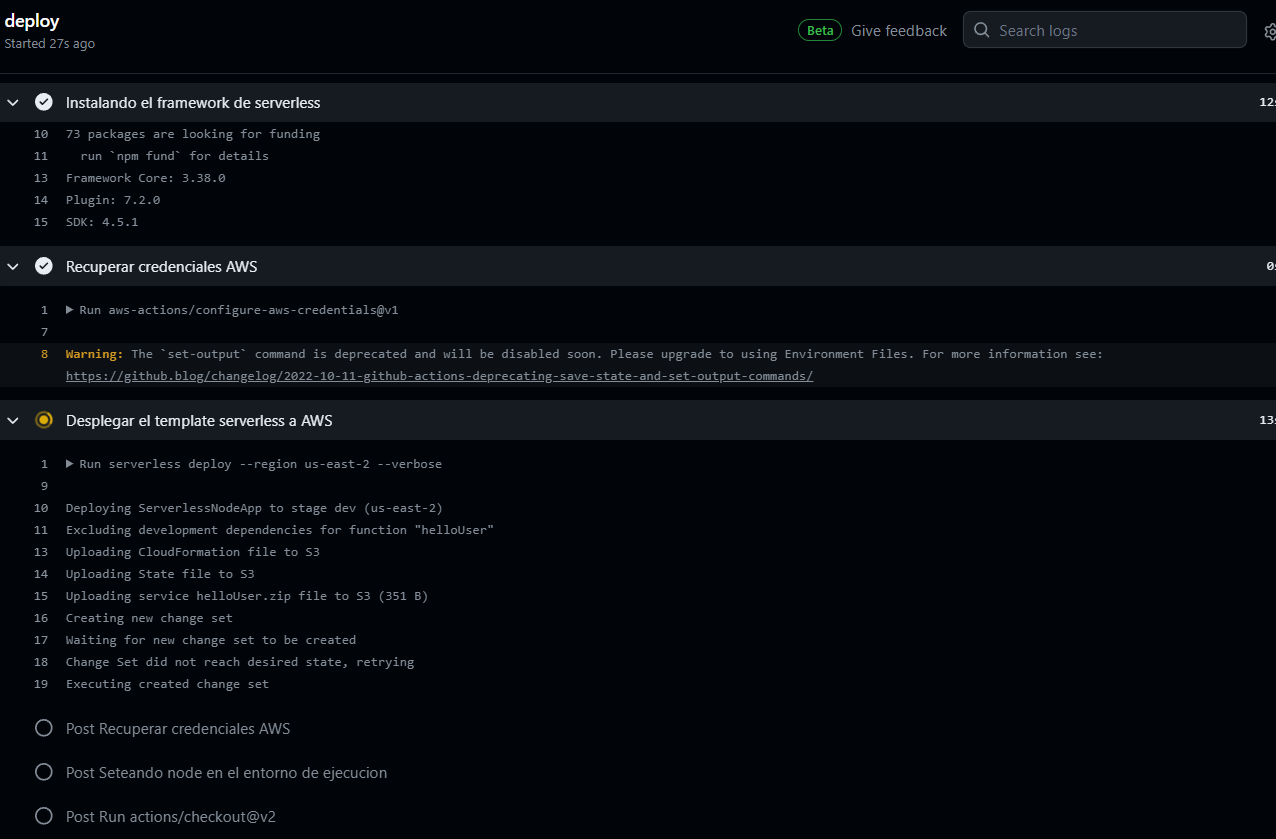 deploy
Started 27s ago
Beta Give feedback
Search logs
Instalando el framework de serverless 12s
10 73 packages are looking for funding
11 run `npm fund` for details
13 Framework Core: 3.38.0
14 Plugin: 7.2.0
15 SDK: 4.5.1
Recuperar credenciales AWS 0s
1 Run aws-actions/configure-aws-credentials@v1
7
8 Warning: The `set-output` command is deprecated and will be disabled soon. Please upgrade to using Environment Files. For more information see:
https://github.blog/changelog/2022-10-11-github-actions-deprecating-save-state-and-set-output-commands/
Desplegar el template serverless a AWS 13s
1 Run serverless deploy --region us-east-2 --verbose
9
10 Deploying ServerlessNodeApp to stage dev (us-east-2)
11 Excluding development dependencies for function "helloUser"
13 Uploading CloudFormation file to S3
14 Uploading State file to S3
15 Uploading service helloUser.zip file to S3 (351 B)
16 Creating new change set
17 Waiting for new change set to be created
18 Change Set did not reach desired state, retrying
19 Executing created change set
Post Recuperar credenciales AWS
Post Seteando node en el entorno de ejecucion
Post Run actions/checkout@v2